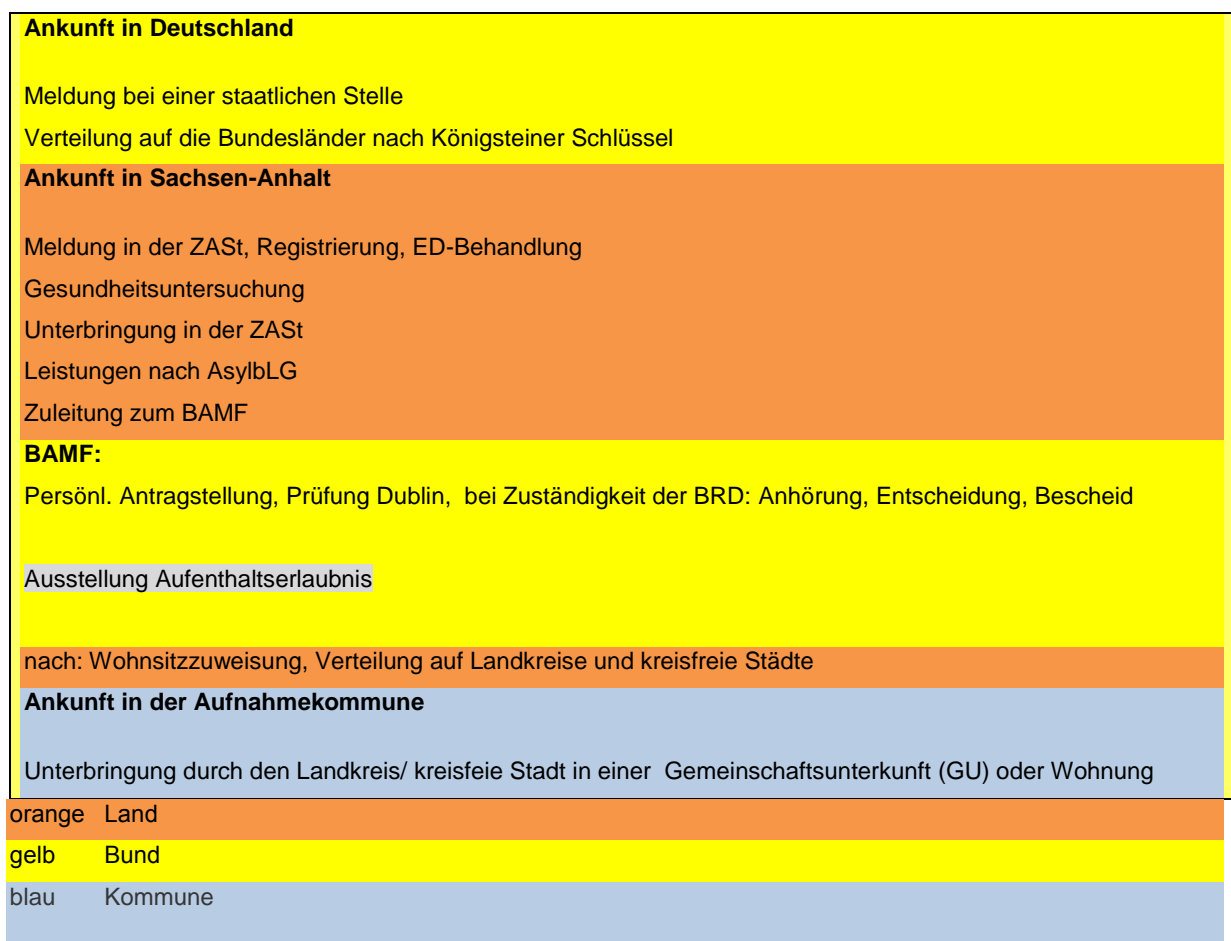 Ankunft in Deutschland
Meldung bei einer staatlichen Stelle
Verteilung auf die Bundesländer nach Königsteiner Schlüssel
Ankunft in Sachsen-Anhalt
Meldung in der ZASt, Registrierung, ED-Behandlung
Gesundheitsuntersuchung
Unterbringung in der ZASt
Leistungen nach AsylbLG
Zuleitung zum BAMF
BAMF:
Persönl. Antragstellung, Prüfung Dublin, bei Zuständigkeit der BRD: Anhörung, Entscheidung, Bescheid
Ausstellung Aufenthaltserlaubnis
nach: Wohnsitzzuweisung, Verteilung auf Landkreise und kreisfreie Städte
Ankunft in der Aufnahmekommune
Unterbringung durch den Landkreis/ kreisfeie Stadt in einer Gemeinschaftsunterkunft (GU) oder Wohnung
orange Land
gelb Bund
blau Kommune